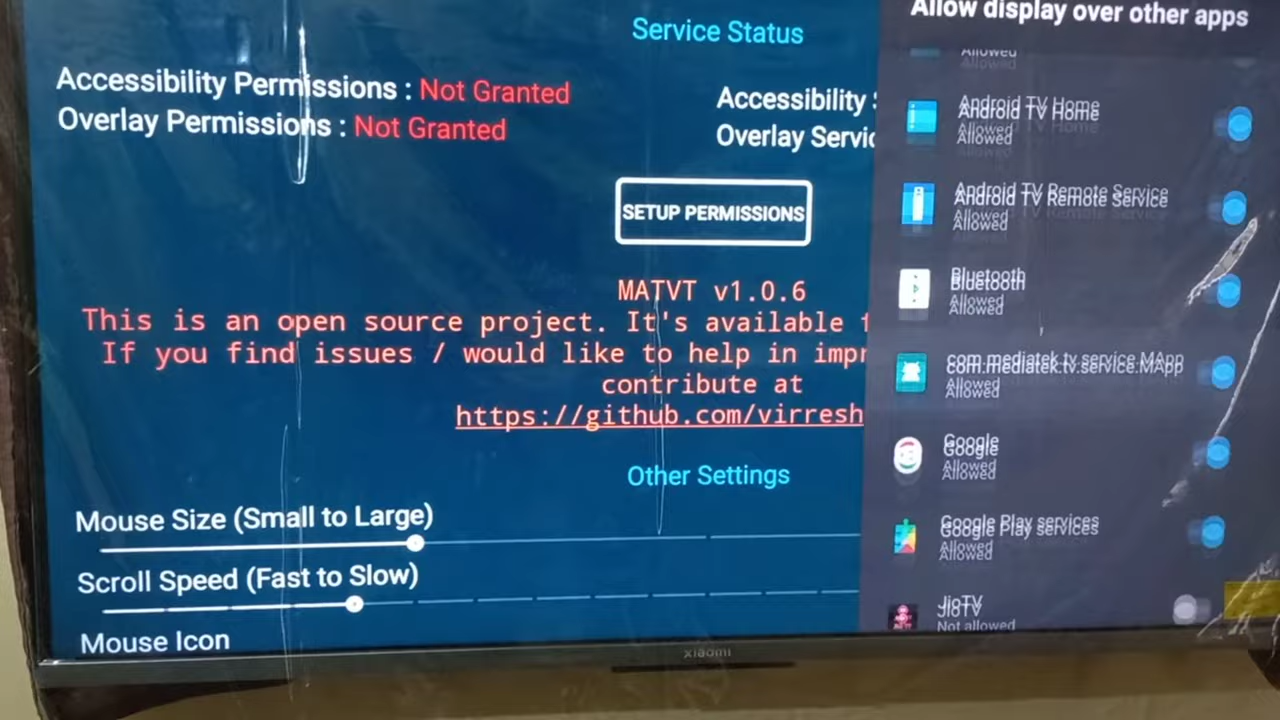 Service Status
Accessibility Permissions : Not Granted
Overlay Permissions : Not Granted
Accessibility
Overlay Servic
SETUP PERMISSIONS
MATVT v1.0.6
This is an open source project. It's available
If you find issues / would like to help in impr
contribute at
https://github.com/virresh
Other Settings
Mouse Size (Small to Large)
Scroll Speed (Fast to Slow)
Mouse Icon
Allow display over other apps
Allowed
Android TV Home
Allowed
Android TV Remote Service
Allowed
Bluetooth
Allowed
com.mediatek.tv.service.MApp
Allowed
Google
Allowed
Google Play services
Allowed
JioTV
Not allowed
xiaomi